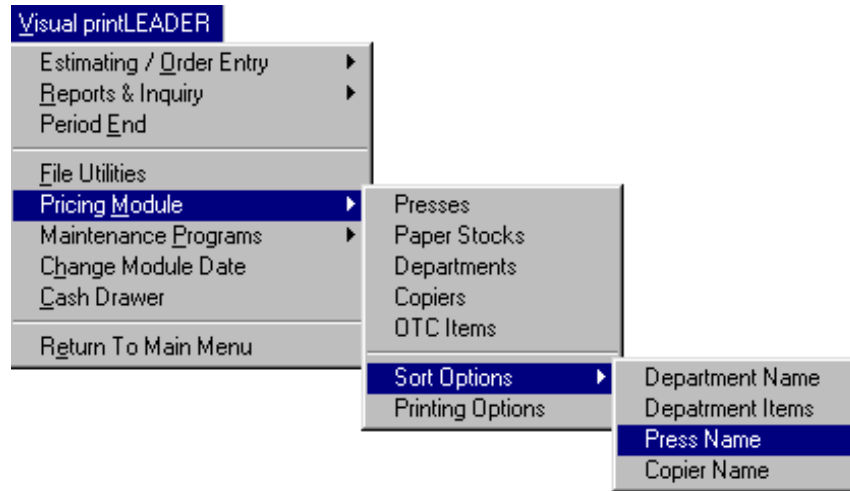 Visual printLEADER
Estimating / Order Entry
Reports & Inquiry
Period End
File Utilities
Pricing Module
Maintenance Programs
Change Module Date
Cash Drawer
Return To Main Menu
Presses
Paper Stocks
Departments
Copiers
OTC Items
Sort Options
Printing Options
Department Name
Depatrment Items
Press Name
Copier Name